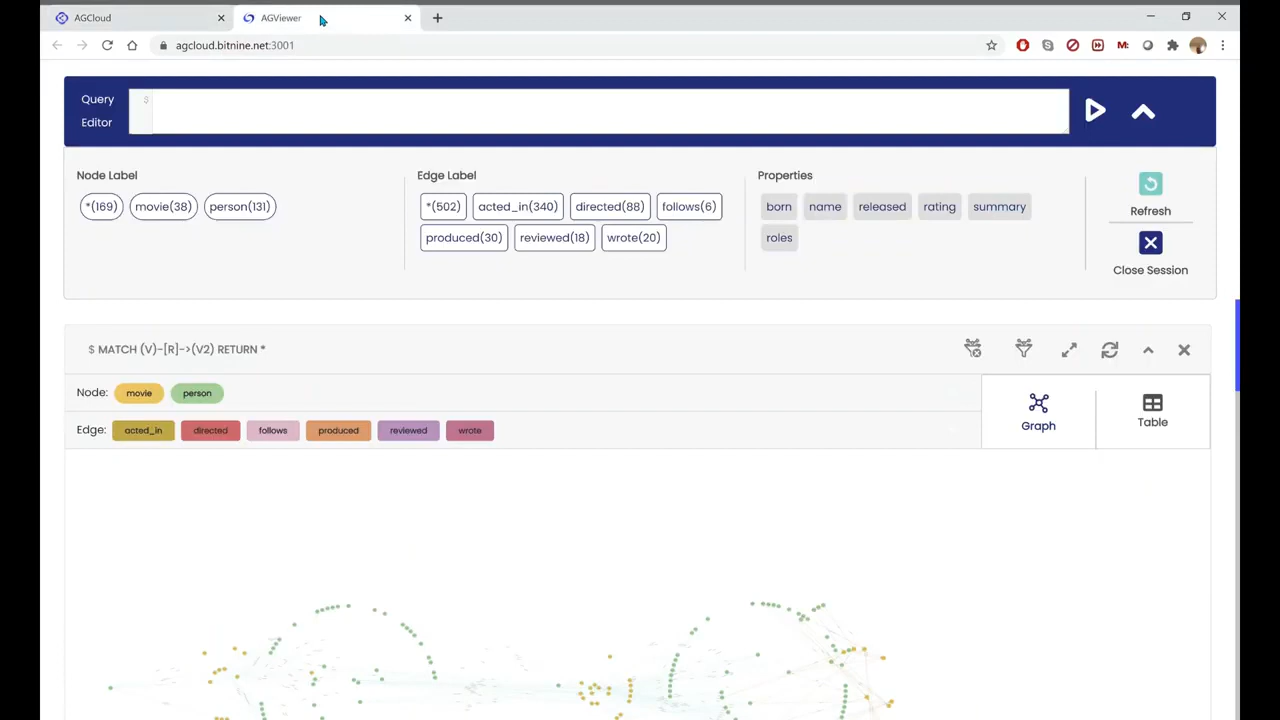 AGCloud
AGViewer
agcloud.bitnine.net:3001
M:
Query
Editor
$
Node Label
*(169) movie(38) person(131)
Edge Label
*(502) acted_in(340) directed(88) follows(6)
produced(30) reviewed(18) wrote(20)
Properties
born name released rating summary
roles
Refresh
Close Session
$ MATCH (V)-[R]->(V2) RETURN *
Node: movie person
Edge: acted_in directed follows produced reviewed wrote
Graph
Table